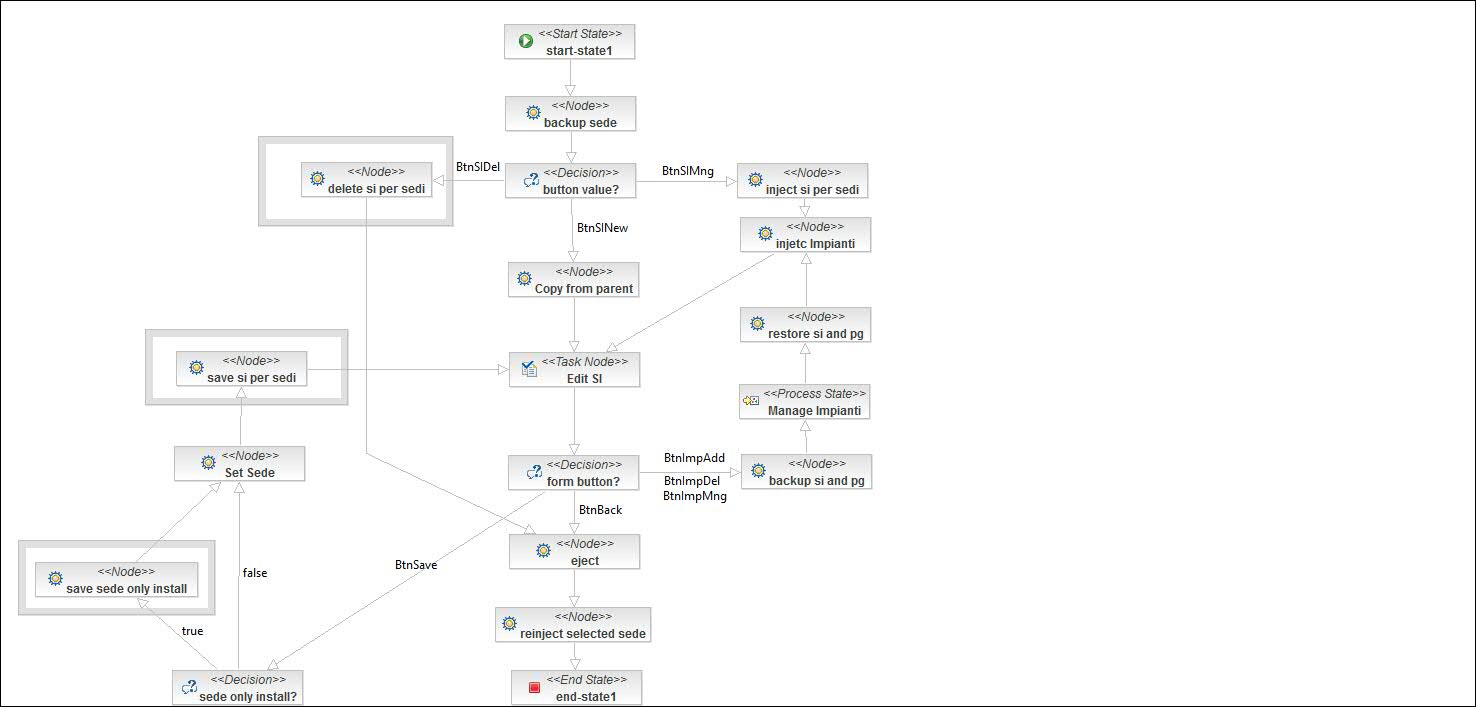 <<Start State>>
start-state1
<<Node>>
backup sede
<<Node>>
delete si per sedi
BtnSIDel
<<Decision>>
button value?
BtnSIMng
<<Node>>
inject si per sedi
BtnSINew
<<Node>>
injetc Impianti
<<Node>>
Copy from parent
<<Node>>
restore si and pg
<<Node>>
save si per sedi
<<Task Node>>
Edit SI
<<Process State>>
Manage Impianti
<<Node>>
Set Sede
<<Decision>>
form button?
BtnImpAdd
BtnImpDel
BtnImpMng
<<Node>>
backup si and pg
BtnBack
<<Node>>
eject
BtnSave
false
<<Node>>
save sede only install
true
<<Node>>
reinject selected sede
<<Decision>>
sede only install?
<<End State>>
end-state1